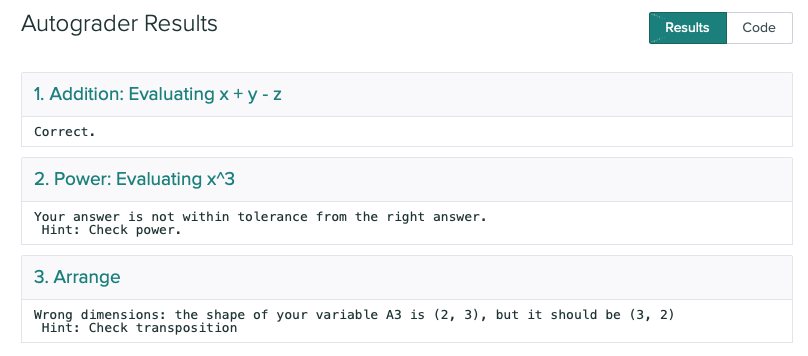 Autograder Results
Results
Code
1. Addition: Evaluating x + y - z
Correct.
2. Power: Evaluating x^3
Your answer is not within tolerance from the right answer.
Hint: Check power.
3. Arrange
Wrong dimensions: the shape of your variable A3 is (2, 3), but it should be (3, 2)
Hint: Check transposition